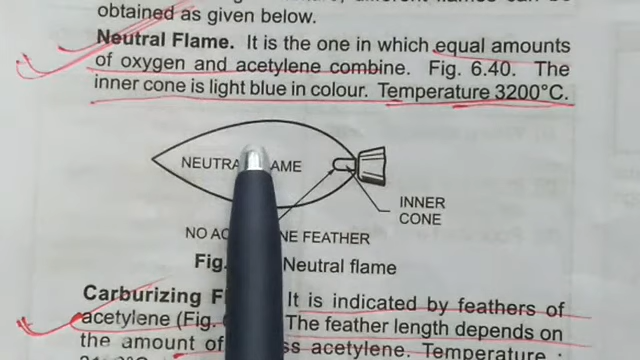 obtained as given below.
Neutral Flame. It is the one in which equal amounts
of oxygen and acetylene combine. Fig. 6.40. The
inner cone is light blue in colour. Temperature 3200°C.
NEUTRA AME
INNER
CONE
NO AC NE FEATHER
Fig. Neutral flame
Carburizing F It is indicated by feathers of
acetylene (Fig. The feather length depends on
the amount of ss acetylene. Temperature